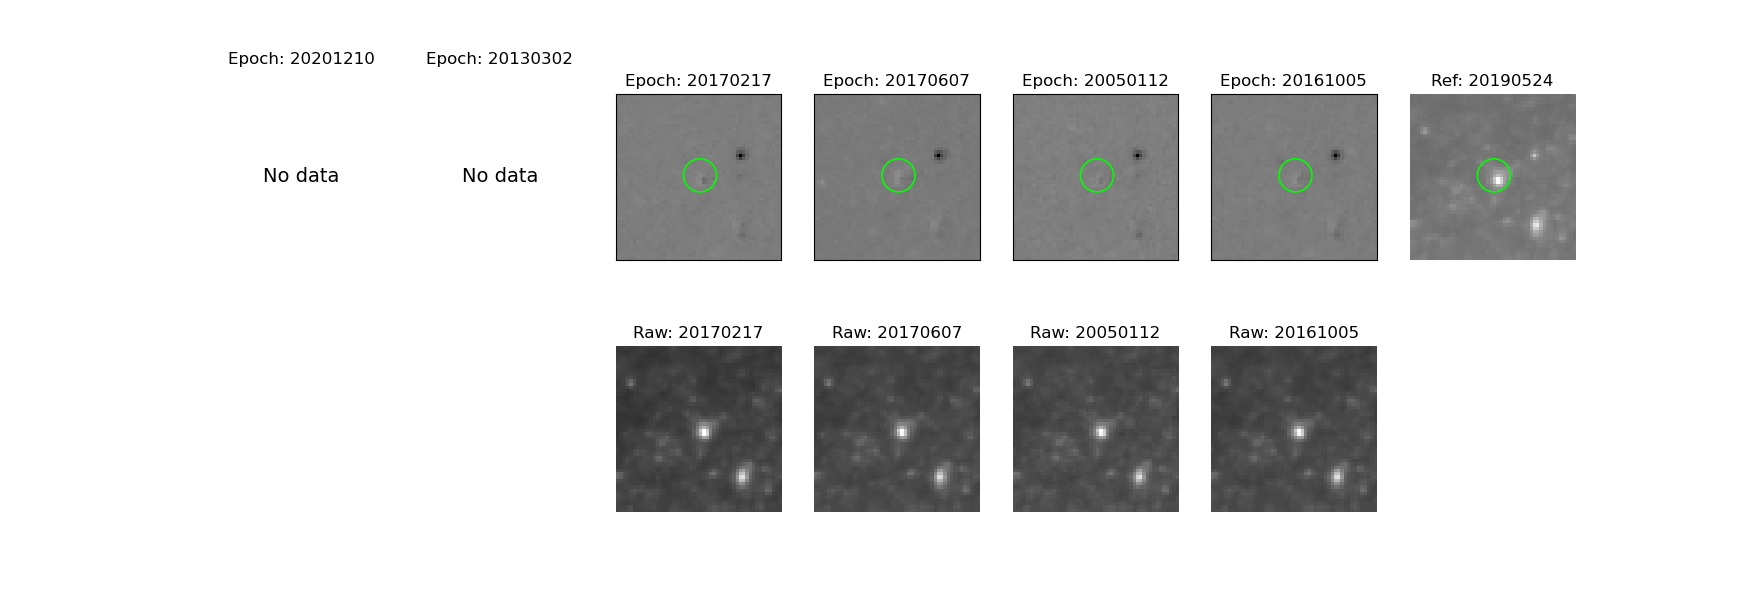 Epoch: 20201210
Epoch: 20130302
Epoch: 20170217
Epoch: 20170607
Epoch: 20050112
Epoch: 20161005
Ref: 20190524
No data
No data
Raw: 20170217
Raw: 20170607
Raw: 20050112
Raw: 20161005